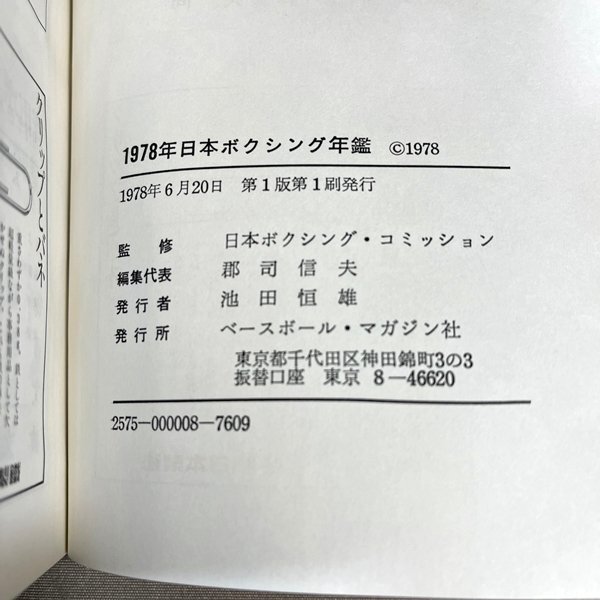 1978年日本ボクシング年鑑 ©1978
1978年6月20日 第1版第1刷発行
監修 日本ボクシング・コミッション
編集代表 郡司信夫
発行者 池田恒雄
発行所 ベースボール・マガジン社
東京都千代田区神田錦町3の3
振替口座 東京 8—46620
2575—000008—7609
クリップとバネ